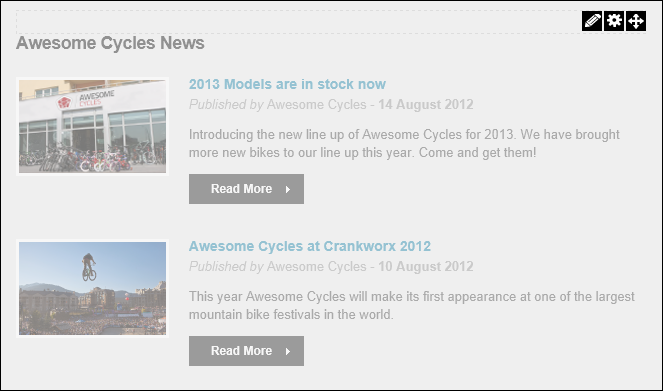 Awesome Cycles News
AWESOME
CYCLES
2013 Models are in stock now
Published by Awesome Cycles - 14 August 2012
Introducing the new line up of Awesome Cycles for 2013. We have brought
more new bikes to our line up this year. Come and get them!
Read More
Awesome Cycles at Crankworx 2012
Published by Awesome Cycles - 10 August 2012
This year Awesome Cycles will make its first appearance at one of the largest
mountain bike festivals in the world.
Read More